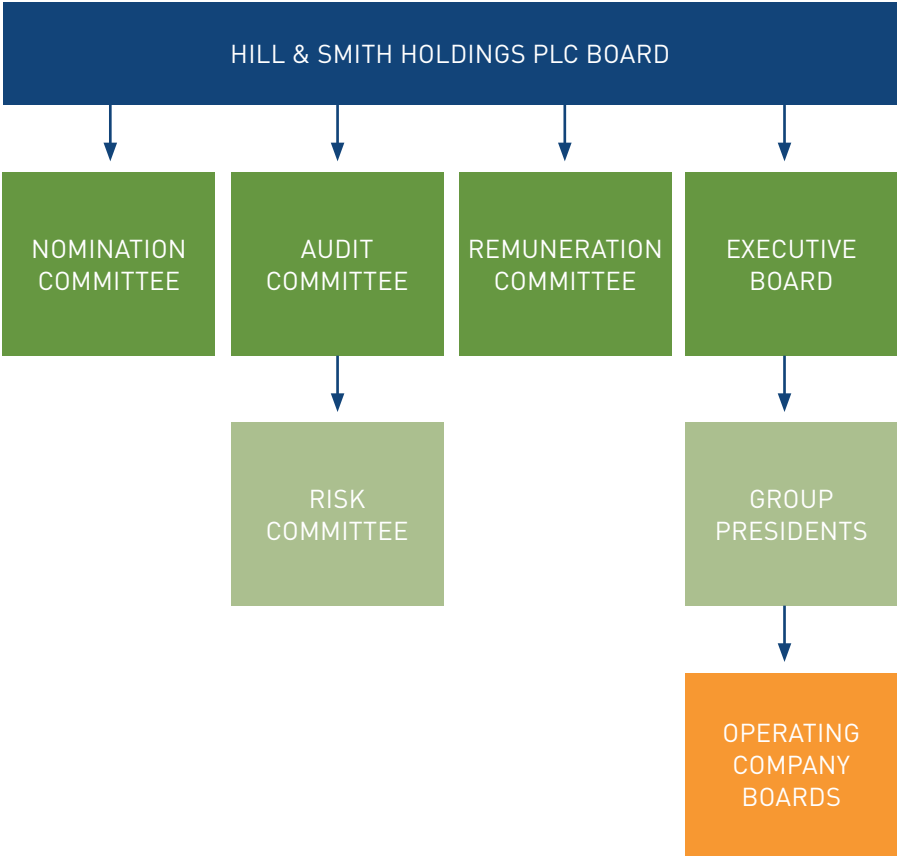 HILL & SMITH HOLDINGS PLC BOARD
NOMINATION
COMMITTEE
AUDIT
COMMITTEE
REMUNERATION
COMMITTEE
EXECUTIVE
BOARD
RISK
COMMITTEE
GROUP
PRESIDENTS
OPERATING
COMPANY
BOARDS